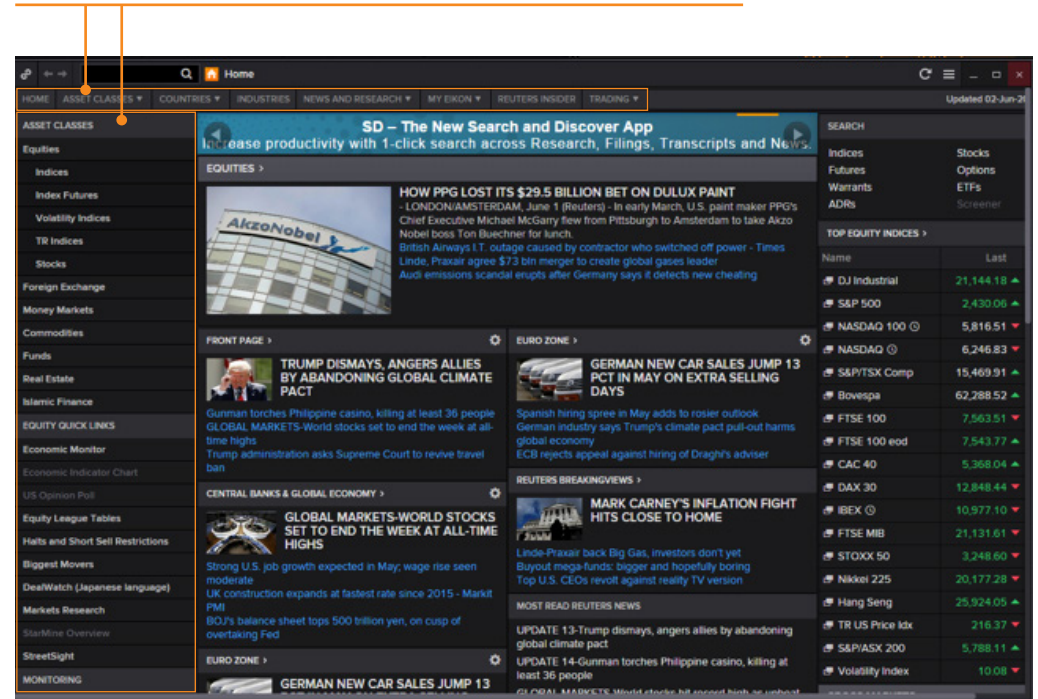 Home
HOME ASSET CLASSES COUNTRIES INDUSTRIES NEWS AND RESEARCH MY EIKON REUTERS INSIDER TRADING
Updated 02-Jun-20
ASSET CLASSES
Equities
Indices
Index Futures
Volatility Indices
TR Indices
Stocks
Foreign Exchange
Money Markets
Commodities
Funds
Real Estate
Islamic Finance
EQUITY QUICK LINKS
Economic Monitor
Economic Indicator Chart
US Opinion Poll
Equity League Tables
Halts and Short Sell Restrictions
Biggest Movers
DealWatch (Japanese language)
Markets Research
StarMine Overview
StreetSight
MONITORING
SD – The New Search and Discover App
Increase productivity with 1-click search across Research, Filings, Transcripts and News.
EQUITIES >
AkzoNobel
HOW PPG LOST ITS $29.5 BILLION BET ON DULUX PAINT
- LONDON/AMSTERDAM, June 1 (Reuters) - In early March, U.S. paint maker PPG's
Chief Executive Michael McGarry flew from Pittsburgh to Amsterdam to take Akzo
Nobel boss Ton Buechner for lunch.
British Airways I.T. outage caused by contractor who switched off power - Times
Linde, Praxair agree $73 bln merger to create global gases leader
Audi emissions scandal erupts after Germany says it detects new cheating
FRONT PAGE >
TRUMP DISMAYS, ANGERS ALLIES
BY ABANDONING GLOBAL CLIMATE
PACT
Gunman torches Philippine casino, killing at least 36 people
GLOBAL MARKETS-World stocks set to end the week at all-
time highs
Trump administration asks Supreme Court to revive travel
ban
CENTRAL BANKS & GLOBAL ECONOMY >
GLOBAL MARKETS-WORLD STOCKS
SET TO END THE WEEK AT ALL-TIME
HIGHS
Strong U.S. job growth expected in May; wage rise seen
moderate
UK construction expands at fastest rate since 2015 - Markit
PMI
BOJ's balance sheet tops 500 trillion yen, on cusp of
overtaking Fed
EURO ZONE >
GERMAN NEW CAR SALES JUMP 13
EURO ZONE >
GERMAN NEW CAR SALES JUMP 13
PCT IN MAY ON EXTRA SELLING
DAYS
Spanish hiring spree in May adds to rosier outlook
German industry says Trump's climate pact pull-out harms
global economy
ECB rejects appeal against hiring of Draghi's adviser
REUTERS BREAKINGVIEWS >
MARK CARNEY'S INFLATION FIGHT
HITS CLOSE TO HOME
Linde-Praxair back Big Gas, investors don't yet
Buyout mega-funds: bigger and hopefully boring
Top U.S. CEOs revolt against reality TV version
MOST READ REUTERS NEWS
UPDATE 13-Trump dismays, angers allies by abandoning
global climate pact
UPDATE 14-Gunman torches Philippine casino, killing at
least 36 people
GLOBAL MARKETS-World stocks hit record high as upbeat
SEARCH
Indices Stocks
Futures Options
Warrants ETFs
ADRs Screener
TOP EQUITY INDICES >
Name Last
DJ Industrial 21,144.18
S&P 500 2,430.06
NASDAQ 100 5,816.51
NASDAQ 6,246.83
S&P/TSX Comp 15,469.91
Bovespa 62,288.52
FTSE 100 7,563.51
FTSE 100 eod 7,543.77
CAC 40 5,368.04
DAX 30 12,848.44
IBEX 10,977.10
FTSE MIB 21,131.61
STOXX 50 3,248.60
Nikkei 225 20,177.28
Hang Seng 25,924.05
TR US Price Idx 216.37
S&P/ASX 200 5,788.11
Volatility Index 10.08